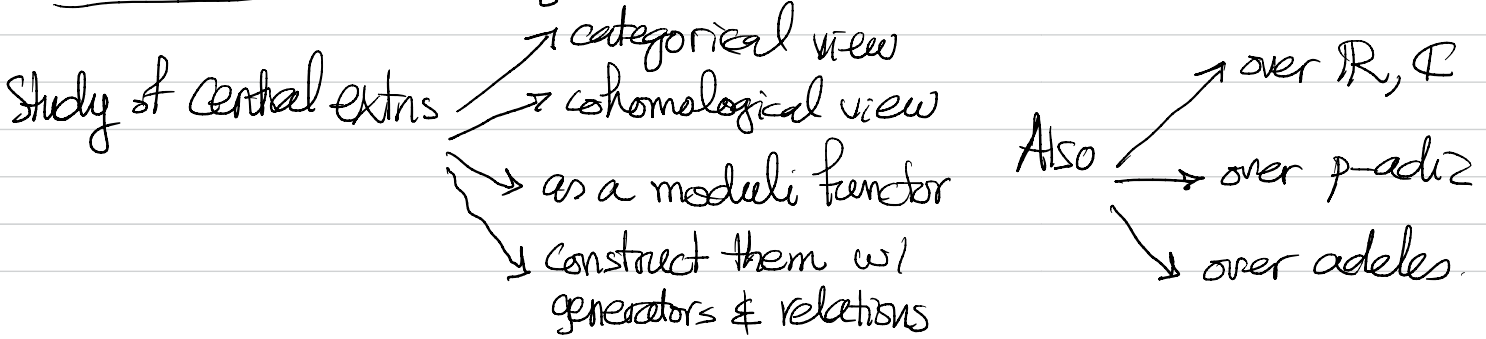 Study of Central extns
categorical view
cohomological view
as a moduli functor
construct them w/
generators & relations
Also
over ℝ, ℂ
over p-adic
over adeles.